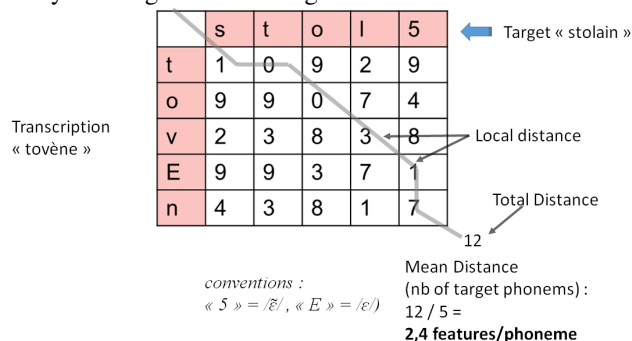 s t o l 5
Target « stolain »
t 1 0 9 2 9
o 9 9 0 7 4
v 2 3 8 3 8
E 9 9 3 7 1
n 4 3 8 1 7
Transcription
« tovène »
Local distance
Total Distance
12
conventions :
« 5 » = /ɛ̃/ , « E » = /ɛ/)
Mean Distance
(nb of target phonems) :
12 / 5 =
2,4 features/phoneme